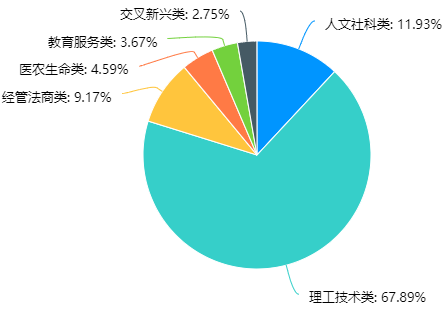 交叉新兴类: 2.75%
人文社科类: 11.93%
教育服务类: 3.67%
医农生命类: 4.59%
经管法商类: 9.17%
理工技术类: 67.89%